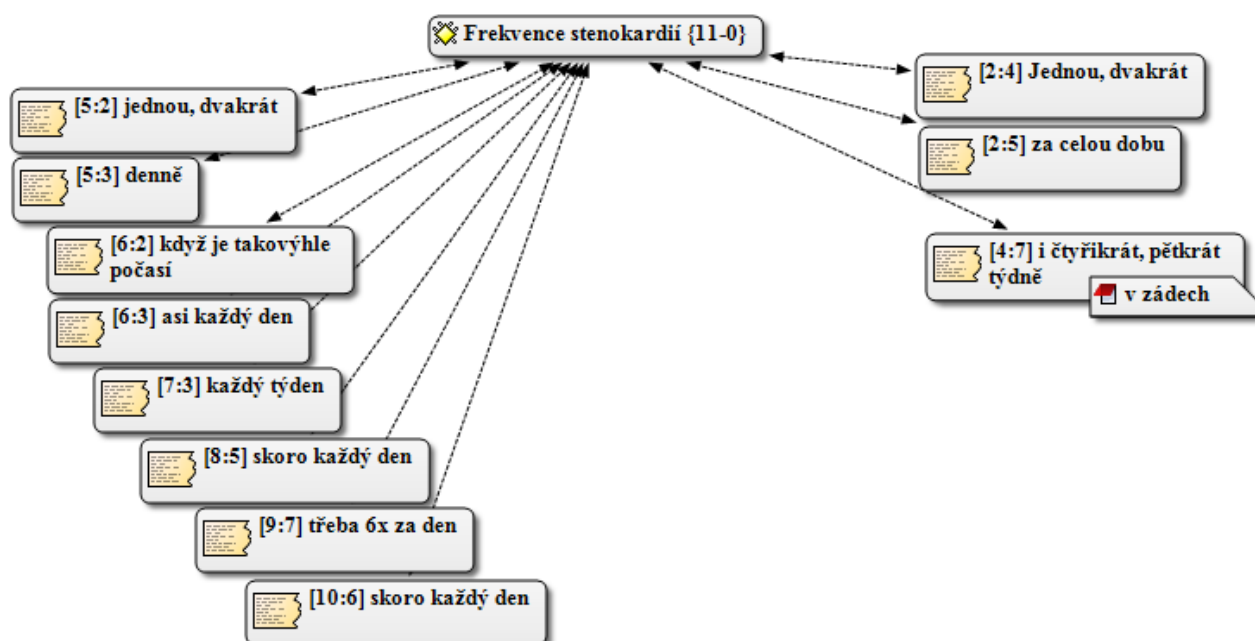 Frekvence stenokardií {11-0}
[5:2] jednou, dvakrát
[5:3] denně
[6:2] když je takovýhle
počasí
[6:3] asi každý den
[7:3] každý týden
[8:5] skoro každý den
[9:7] třeba 6x za den
[10:6] skoro každý den
[2:4] Jednou, dvakrát
[2:5] za celou dobu
[4:7] i čtyřikrát, pětkrát
týdně
v zádech